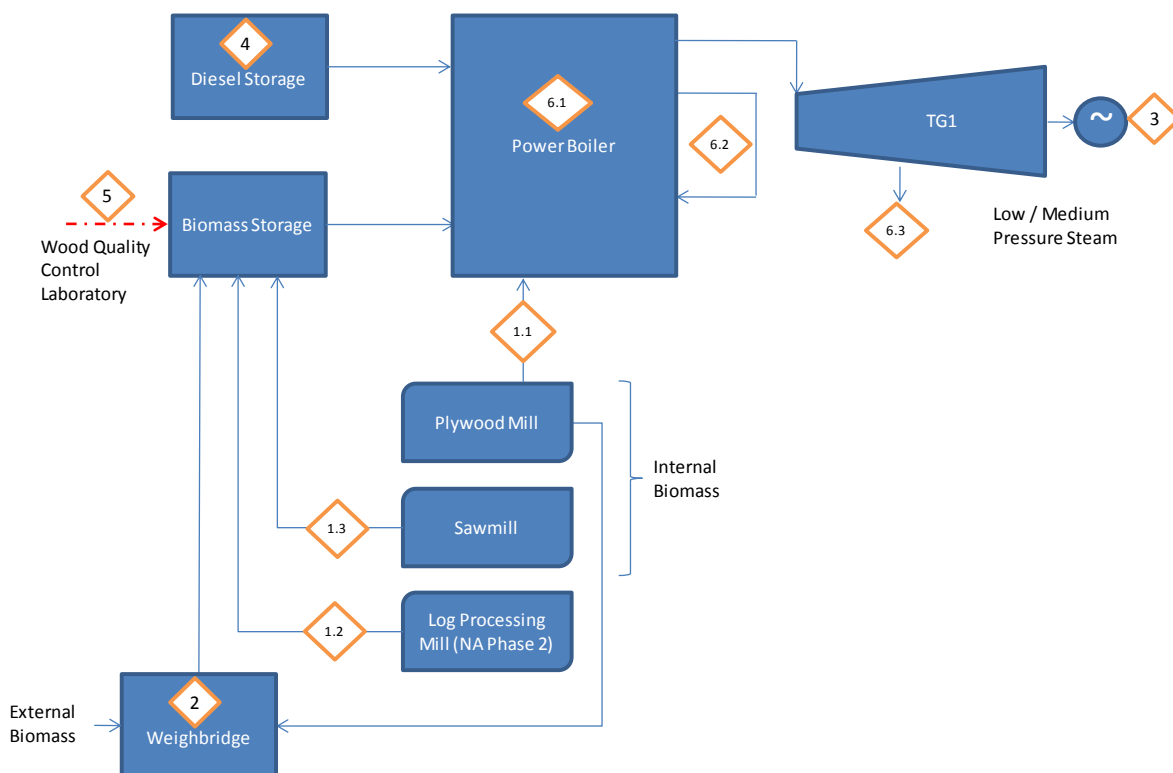 4
Diesel Storage
6.1
Power Boiler
6.2
TG1
~
3
6.3
Low / Medium
Pressure Steam
5
Wood Quality
Control
Laboratory
Biomass Storage
1.1
Plywood Mill
Internal
Biomass
1.3
Sawmill
1.2
Log Processing
Mill (NA Phase 2)
External
Biomass
2
Weighbridge